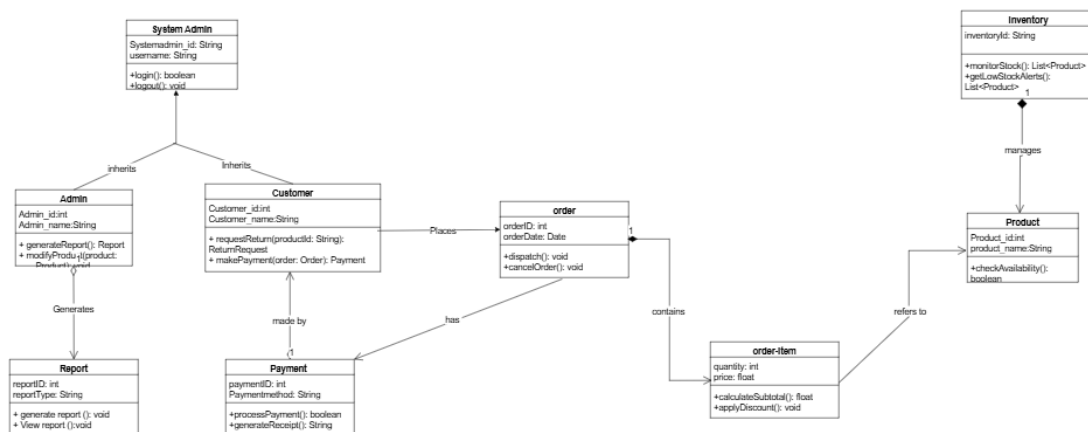 System Admin
Systemadmin_id: String
username: String
+login(): boolean
+logout(): void
Inventory
inventoryId: String
+monitorStock(): List<Product>
+getLowStockAlerts():
List<Product>
1
manages
inherits
Inherits
Admin
Admin_id:int
Admin_name:String
+ generateReport(): Report
+ modifyProdu1t(product:
Product):void
Generates
Customer
Customer_id:int
Customer_name:String
+ requestReturn(productId: String):
ReturnRequest
+ makePayment(order: Order): Payment
Places
order
orderID: int
orderDate: Date
+dispatch(): void
+cancelOrder(): void
1
Product
Product_id:int
product_name:String
+checkAvailability():
boolean
made by
has
contains
refers to
1
Report
reportID: int
reportType: String
+ generate report (): void
+ View report ():void
Payment
paymentID: int
Paymentmethod: String
+processPayment(): boolean
+generateReceipt(): String
order-Item
quantity: int
price: float
+calculateSubtotal(): float
+applyDiscount(): void